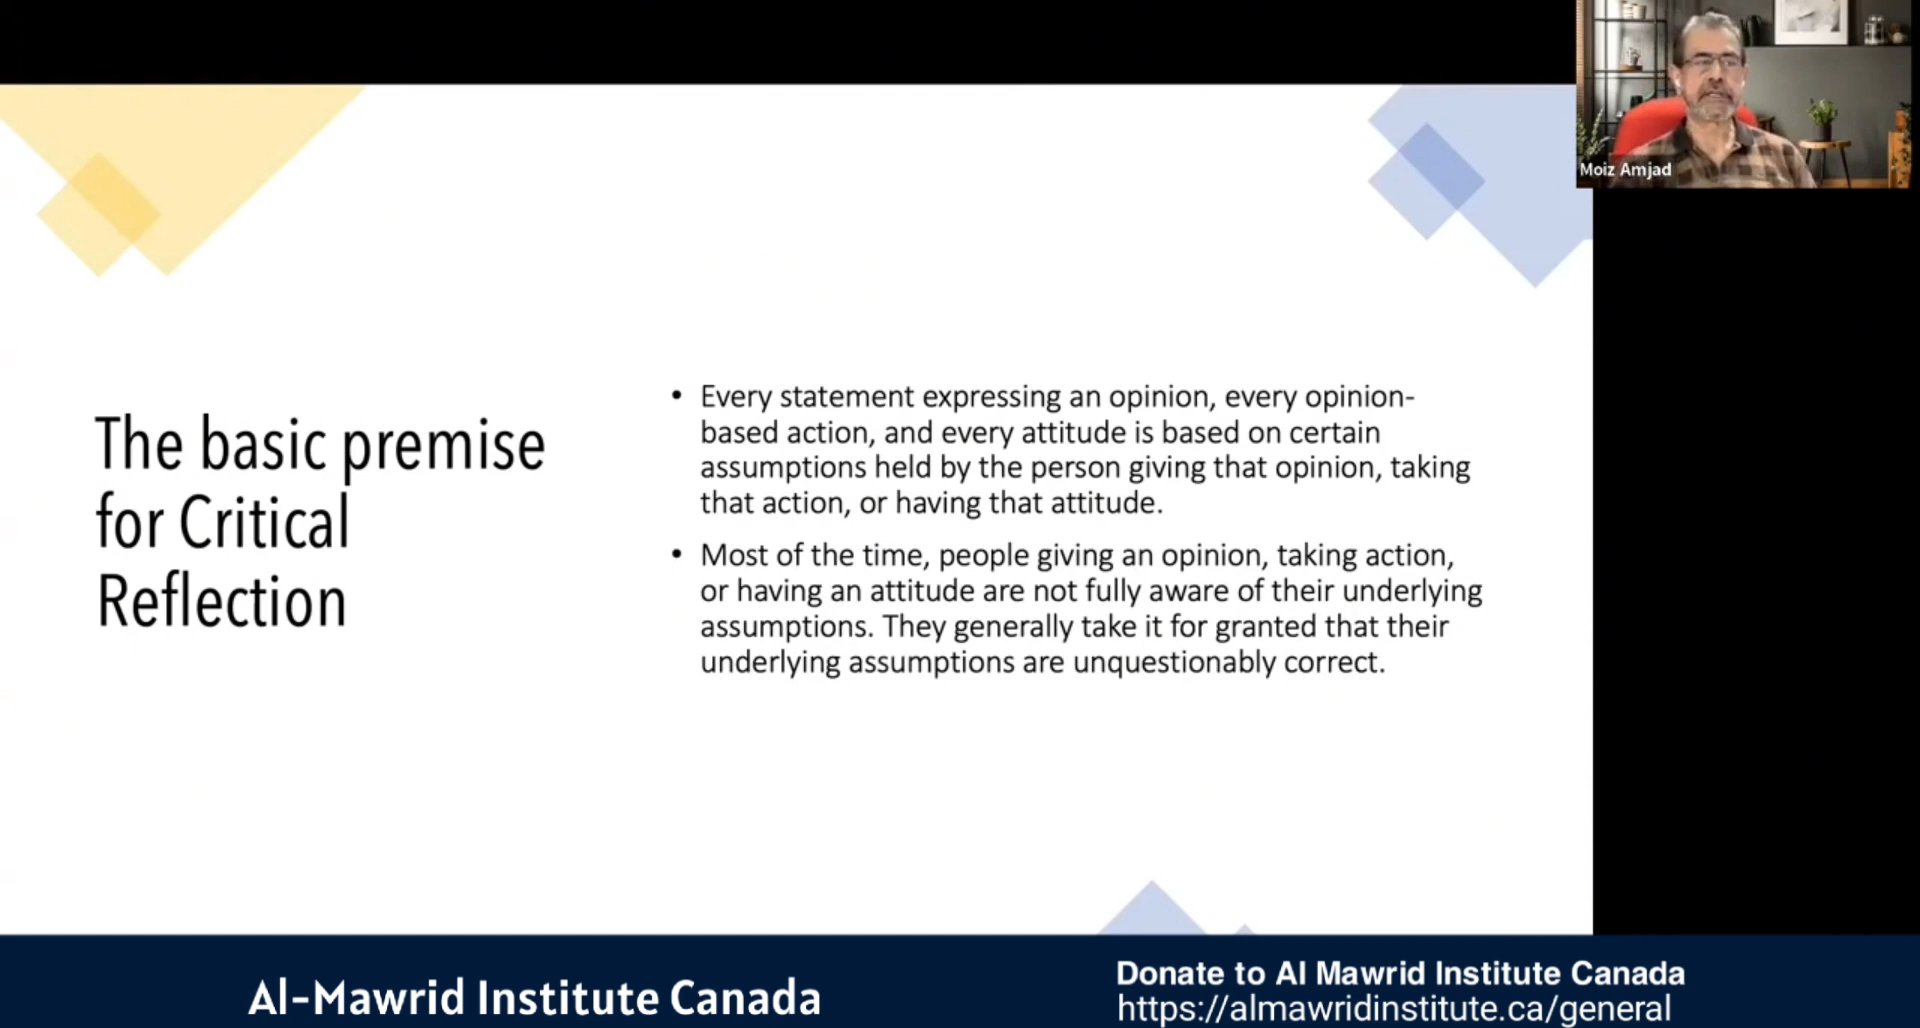 Moiz Amjad
The basic premise
for Critical
Reflection
• Every statement expressing an opinion, every opinion-
based action, and every attitude is based on certain
assumptions held by the person giving that opinion, taking
that action, or having that attitude.
• Most of the time, people giving an opinion, taking action,
or having an attitude are not fully aware of their underlying
assumptions. They generally take it for granted that their
underlying assumptions are unquestionably correct.
Al-Mawrid Institute Canada
Donate to Al Mawrid Institute Canada
https://almawridinstitute.ca/general